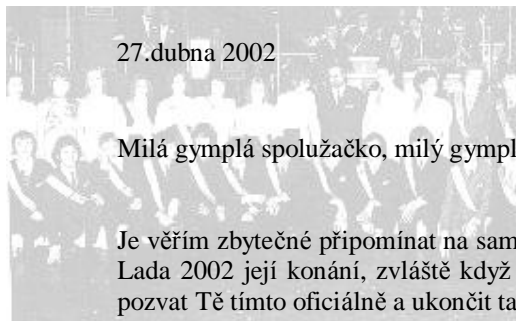 27.dubna 2002
Milá gymplá spolužačko, milý gympl
Je věřím zbytečné připomínat na sam
Lada 2002 její konání, zvláště když
pozvat Tě tímto oficiálně a ukončit ta